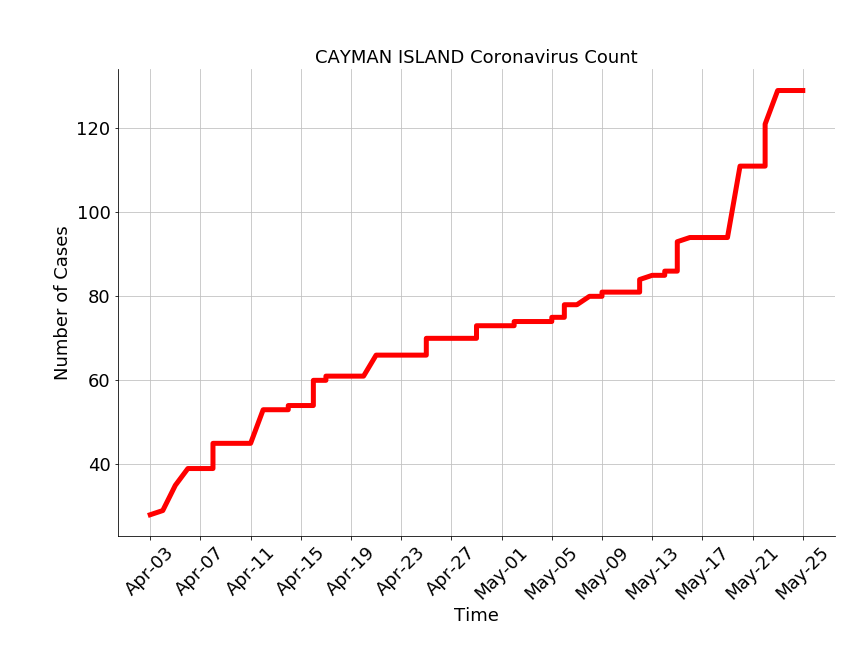 CAYMAN ISLAND Coronavirus Count
120
100
80
60
40
Number of Cases
Apr-03
Apr-07
Apr-11
Apr-15
Apr-19
Apr-23
Apr-27
May-01
May-05
May-09
May-13
May-17
May-21
May-25
Time